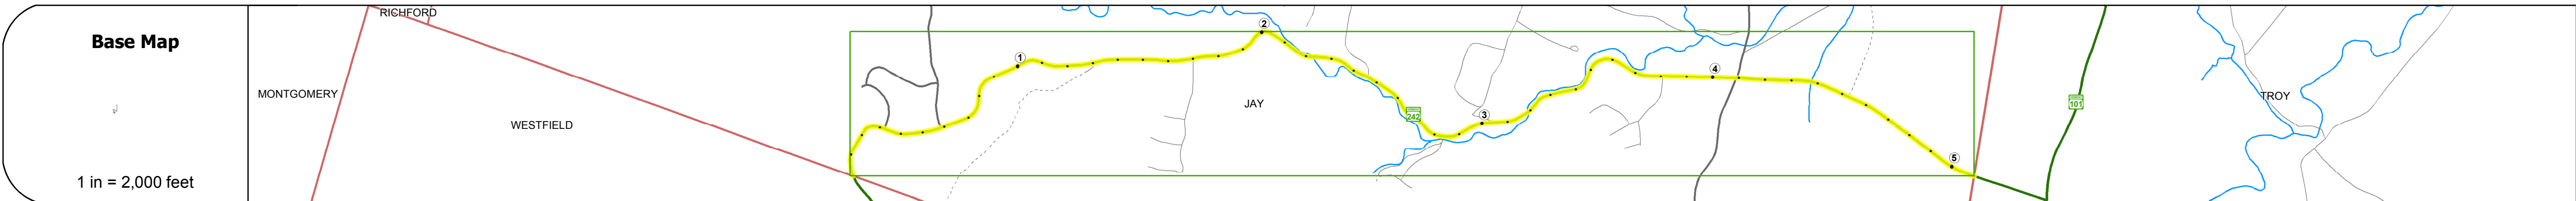 Base Map
1 in = 2,000 feet
RICHFORD
MONTGOMERY
WESTFIELD
1
2
JAY
242
3
4
5
101
TROY